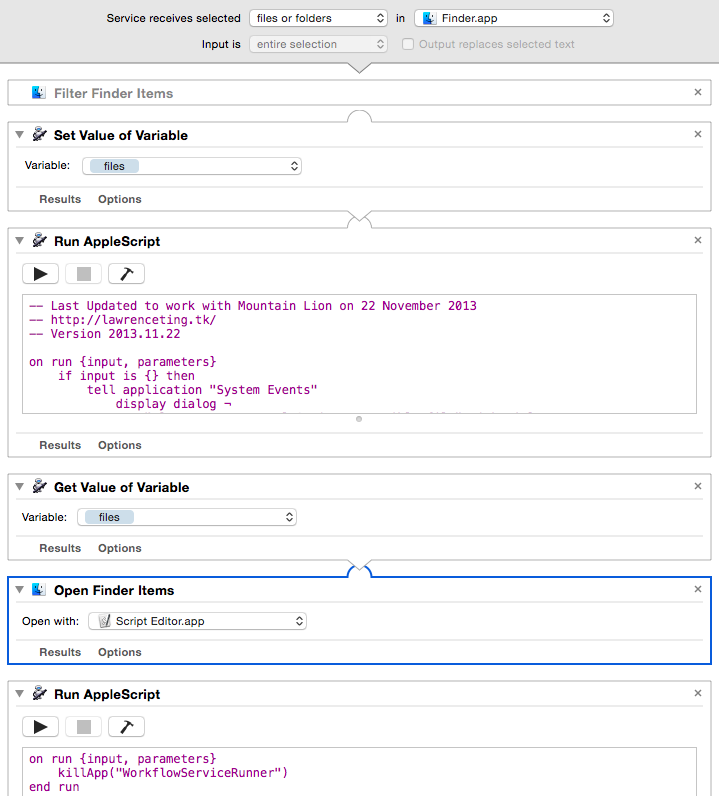 Service receives selected files or folders in Finder.app
Input is entire selection Output replaces selected text
Filter Finder Items
Set Value of Variable
Variable: files
Results Options
Run AppleScript
-- Last Updated to work with Mountain Lion on 22 November 2013
-- http://lawrenceting.tk/
-- Version 2013.11.22
on run {input, parameters}
if input is {} then
tell application "System Events"
display dialog ¬
Results Options
Get Value of Variable
Variable: files
Results Options
Open Finder Items
Open with: Script Editor.app
Results Options
Run AppleScript
on run {input, parameters}
killApp("WorkflowServiceRunner")
end run